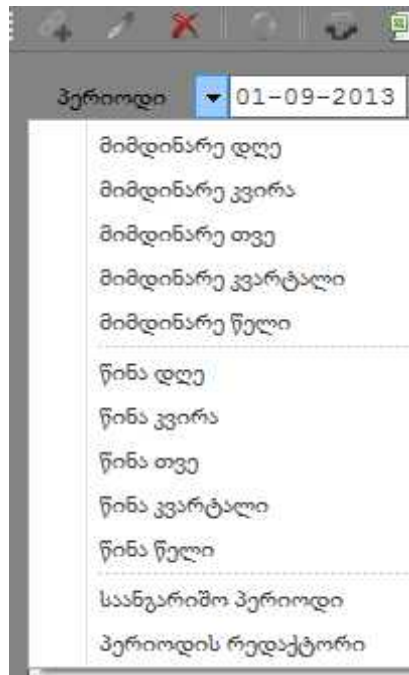 პერიოდი 01-09-2013
მიმდინარე დღე
მიმდინარე კვირა
მიმდინარე თვე
მიმდინარე კვარტალი
მიმდინარე წელი
წინა დღე
წინა კვირა
წინა თვე
წინა კვარტალი
წინა წელი
საანგარიშო პერიოდი
პერიოდის რედაქტორი